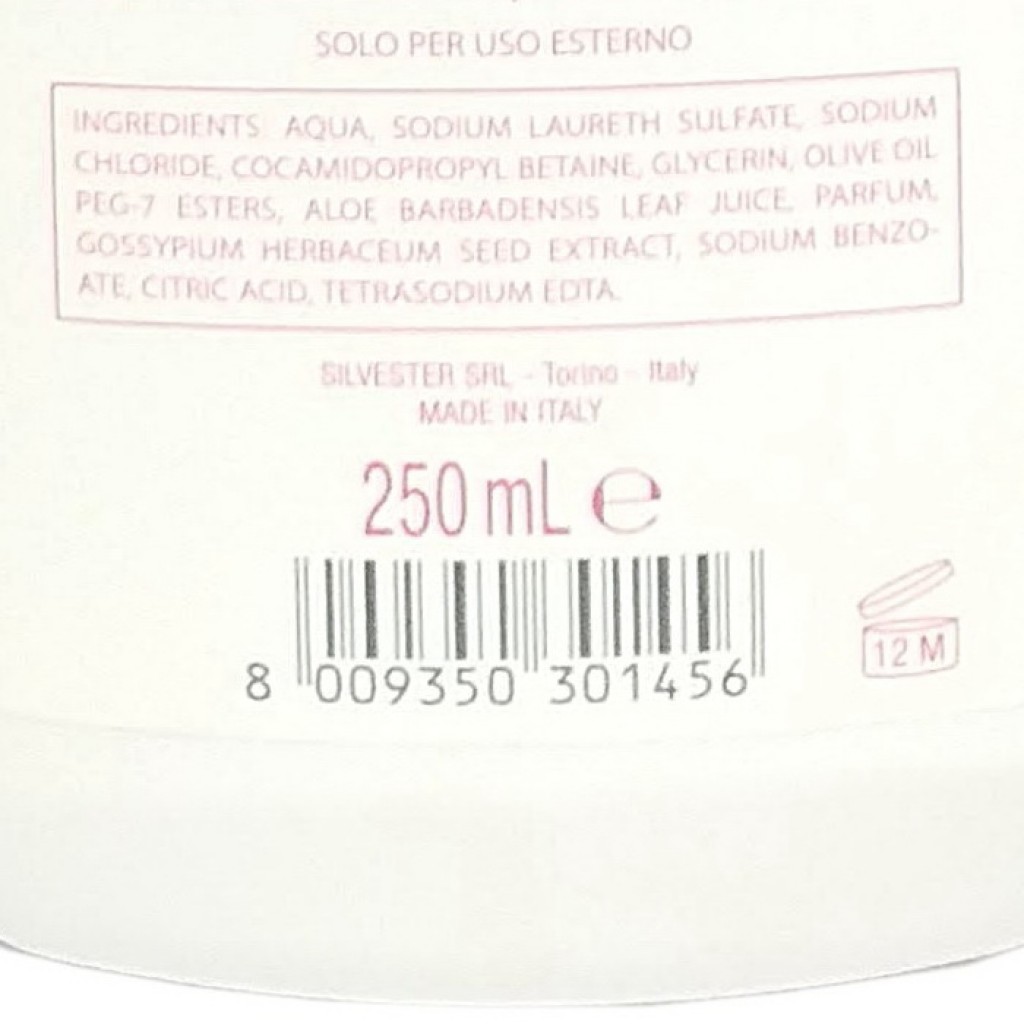 SOLO PER USO ESTERNO
INGREDIENTS: AQUA, SODIUM LAURETH SULFATE, SODIUM
CHLORIDE, COCAMIDOPROPYL BETAINE, GLYCERIN, OLIVE OIL
PEG-7 ESTERS, ALOE BARBADENSIS LEAF JUICE, PARFUM,
GOSSYPIUM HERBACEUM SEED EXTRACT, SODIUM BENZO-
ATE, CITRIC ACID, TETRASODIUM EDTA.
SILVESTER SRL - Torino - Italy
MADE IN ITALY
250 mL ℮
8 009350 301456
12 M